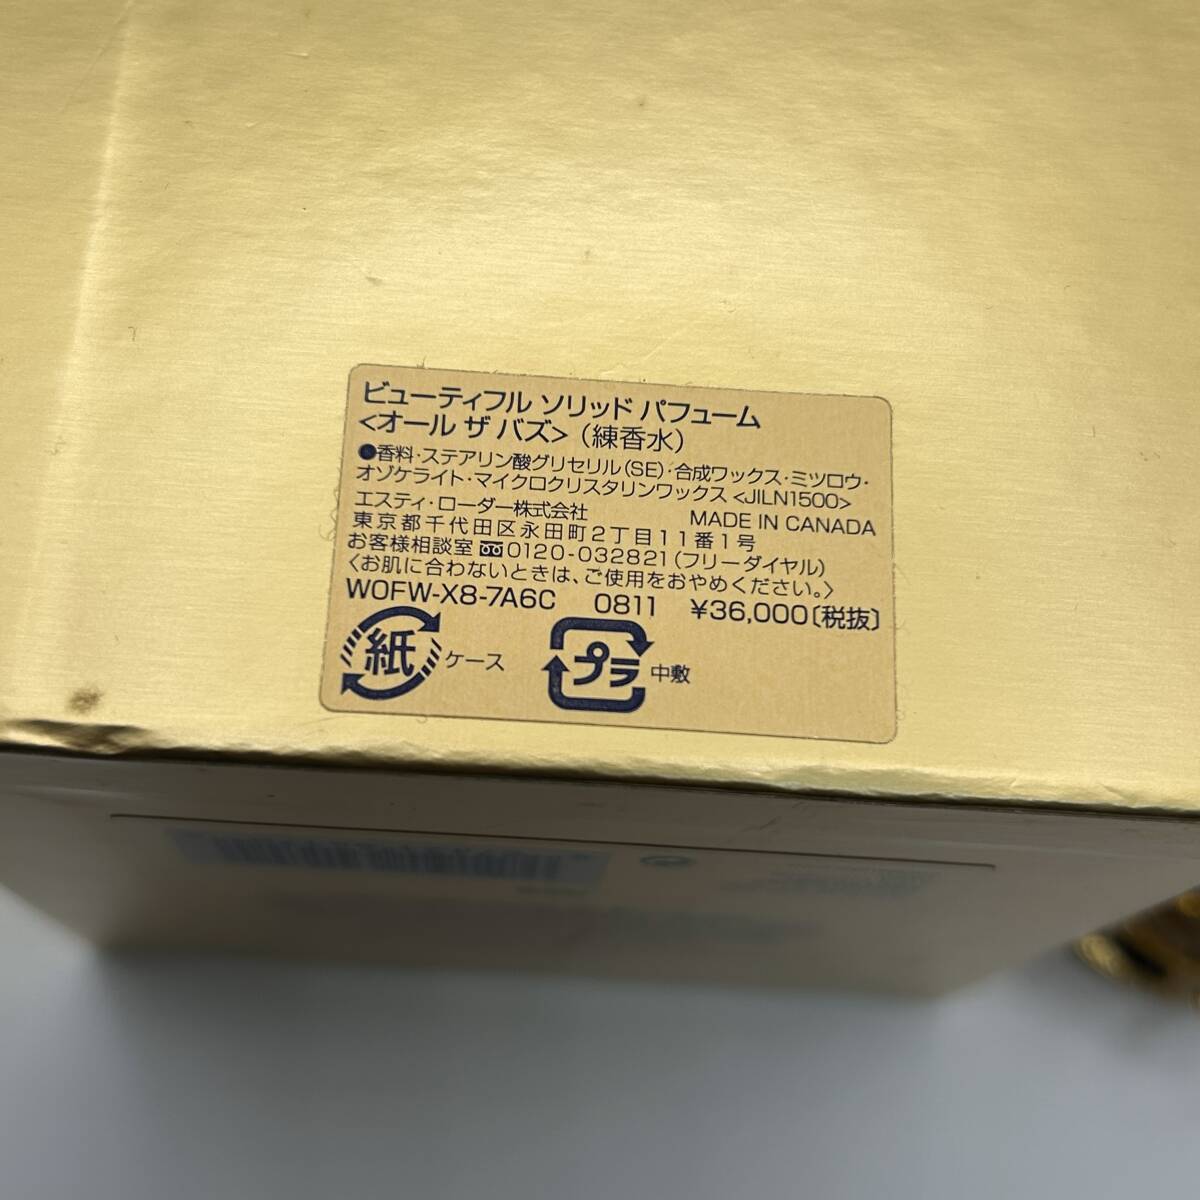 ビューティフル ソリッド パフューム
<オール ザ バズ>(練香水)
●香料・ステアリン酸グリセリル(SE)・合成ワックス・ミツロウ・
オゾケライト・マイクロクリスタリンワックス<JILN1500>
エスティ・ローダー株式会社 MADE IN CANADA
東京都千代田区永田町2丁目11番1号
お客様相談室 0120-032821(フリーダイヤル)
<お肌に合わないときは、ご使用をおやめください。>
W0FW-X8-7A6C 0811 ¥36,000〔税抜〕
紙 ケース プラ 中敷